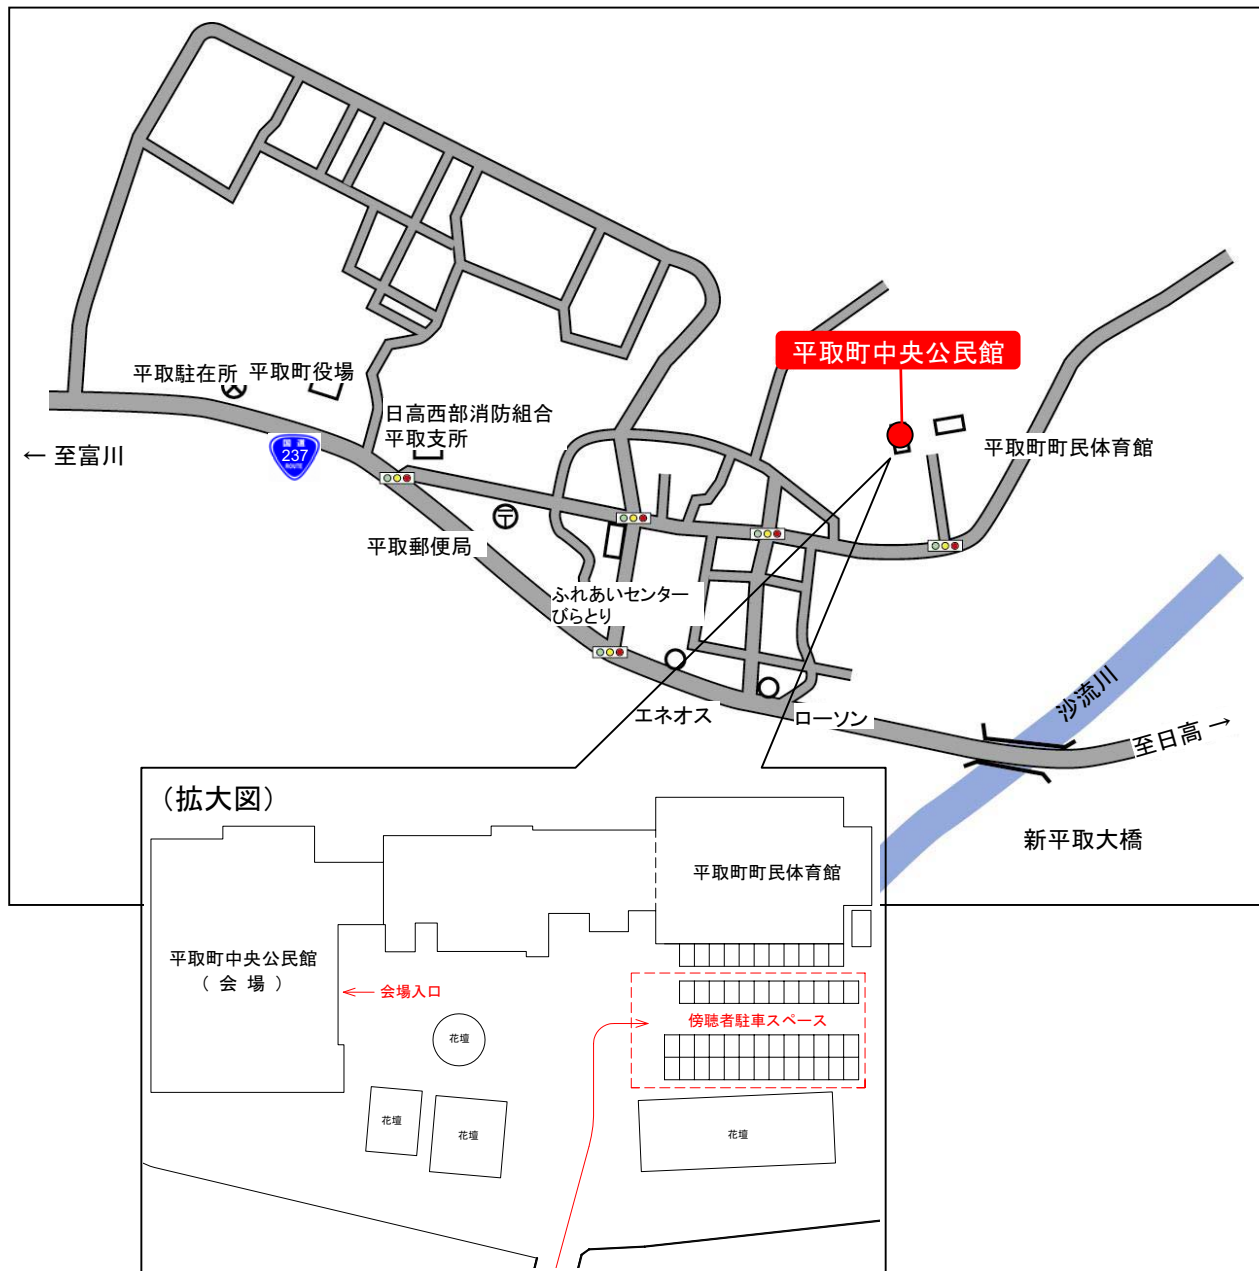 平取町中央公民館
平取駐在所
平取町役場
日高西部消防組合
平取支所
平取町町民体育館
← 至富川
国道
237
ROUTE
平取郵便局
ふれあいセンター
びらとり
エネオス
ローソン
沙流川
至日高 →
新平取大橋
（拡大図）
平取町町民体育館
平取町中央公民館
（ 会 場 ）
会場入口
傍聴者駐車スペース
花壇
花壇
花壇
花壇